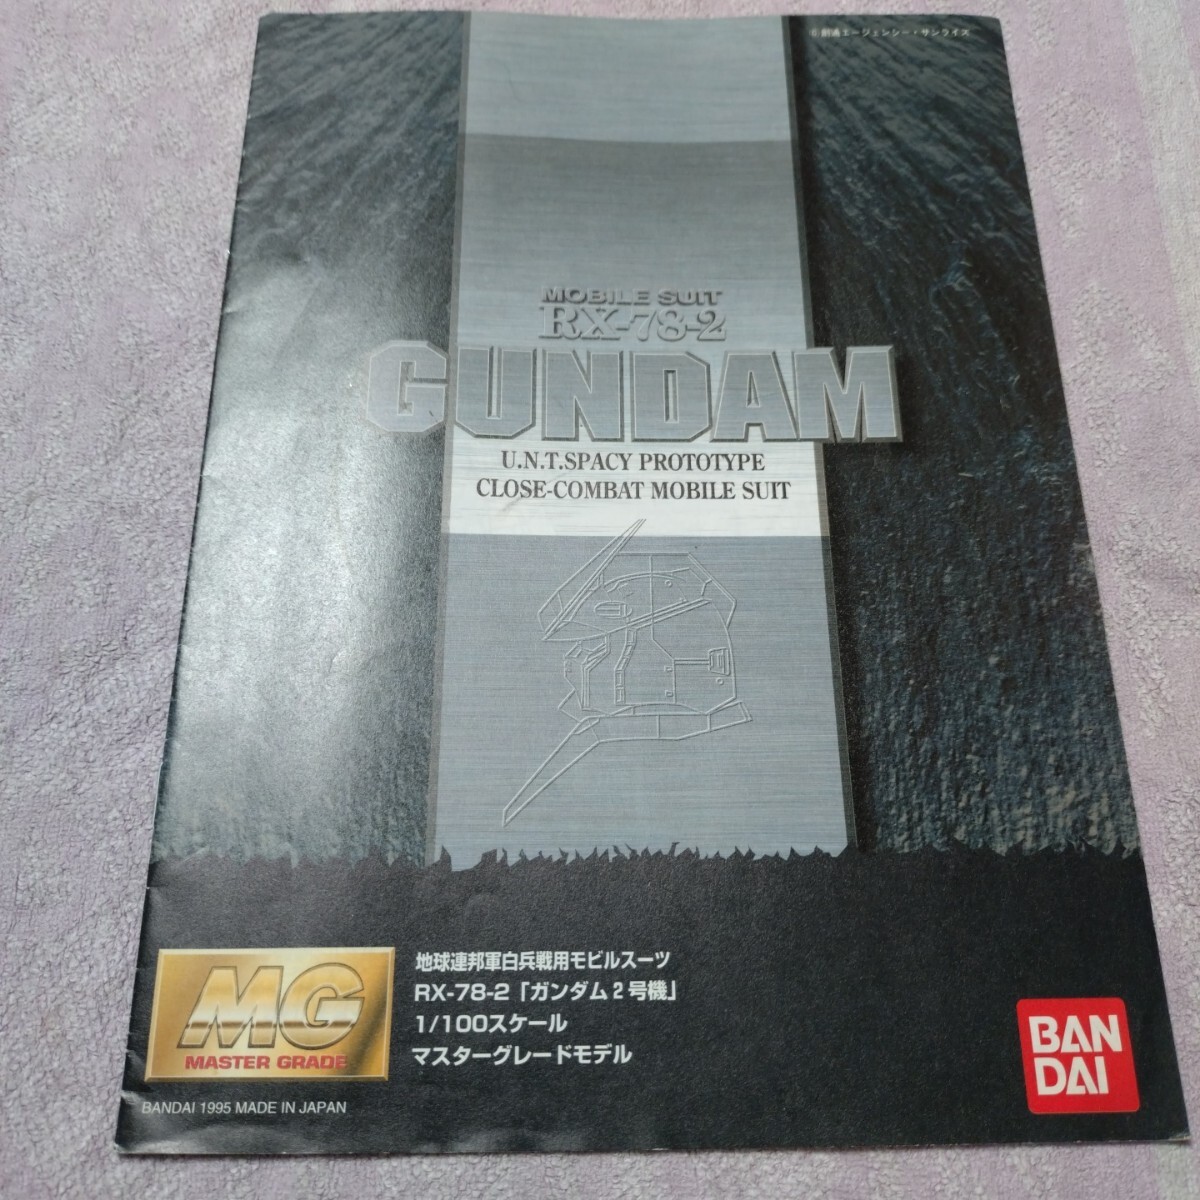 © 創通エージェンシー・サンライズ
MOBILE SUIT
RX-78-2
GUNDAM
U.N.T.SPACY PROTOTYPE
CLOSE-COMBAT MOBILE SUIT
MG
MASTER GRADE
地球連邦軍白兵戦用モビルスーツ
RX-78-2「ガンダム2号機」
1/100スケール
マスターグレードモデル
BAN
DAI
BANDAI 1995 MADE IN JAPAN